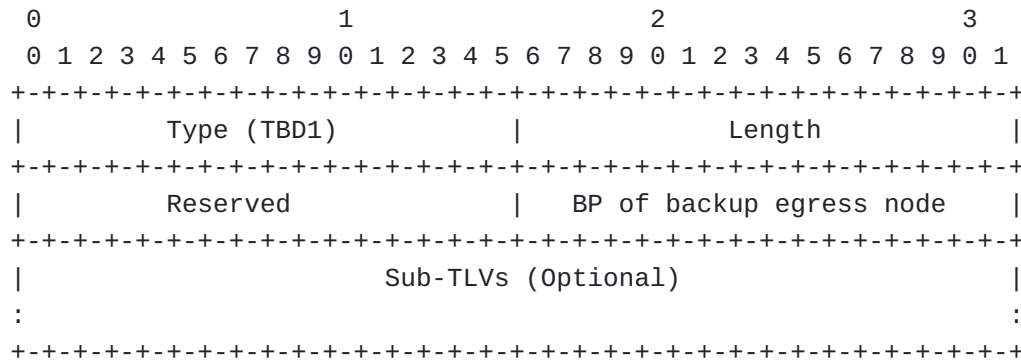 0                   1                   2                   3
 0 1 2 3 4 5 6 7 8 9 0 1 2 3 4 5 6 7 8 9 0 1 2 3 4 5 6 7 8 9 0 1
+-+-+-+-+-+-+-+-+-+-+-+-+-+-+-+-+-+-+-+-+-+-+-+-+-+-+-+-+-+-+-+-+
|         Type (TBD1)           |             Length            |
+-+-+-+-+-+-+-+-+-+-+-+-+-+-+-+-+-+-+-+-+-+-+-+-+-+-+-+-+-+-+-+-+
|         Reserved              |   BP of backup egress node    |
+-+-+-+-+-+-+-+-+-+-+-+-+-+-+-+-+-+-+-+-+-+-+-+-+-+-+-+-+-+-+-+-+
|                       Sub-TLVs (Optional)                     |
:                                                               :
+-+-+-+-+-+-+-+-+-+-+-+-+-+-+-+-+-+-+-+-+-+-+-+-+-+-+-+-+-+-+-+-+